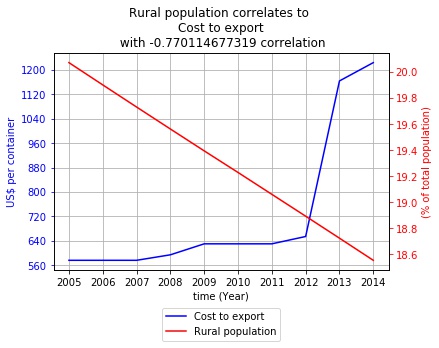 Rural population correlates to
Cost to export
with -0.770114677319 correlation
1200
1120
1040
960
880
800
720
640
560
US$ per container
20.0
19.8
19.6
19.4
19.2
19.0
18.8
18.6
(% of total population)
2005 2006 2007 2008 2009 2010 2011 2012 2013 2014
time (Year)
Cost to export
Rural population